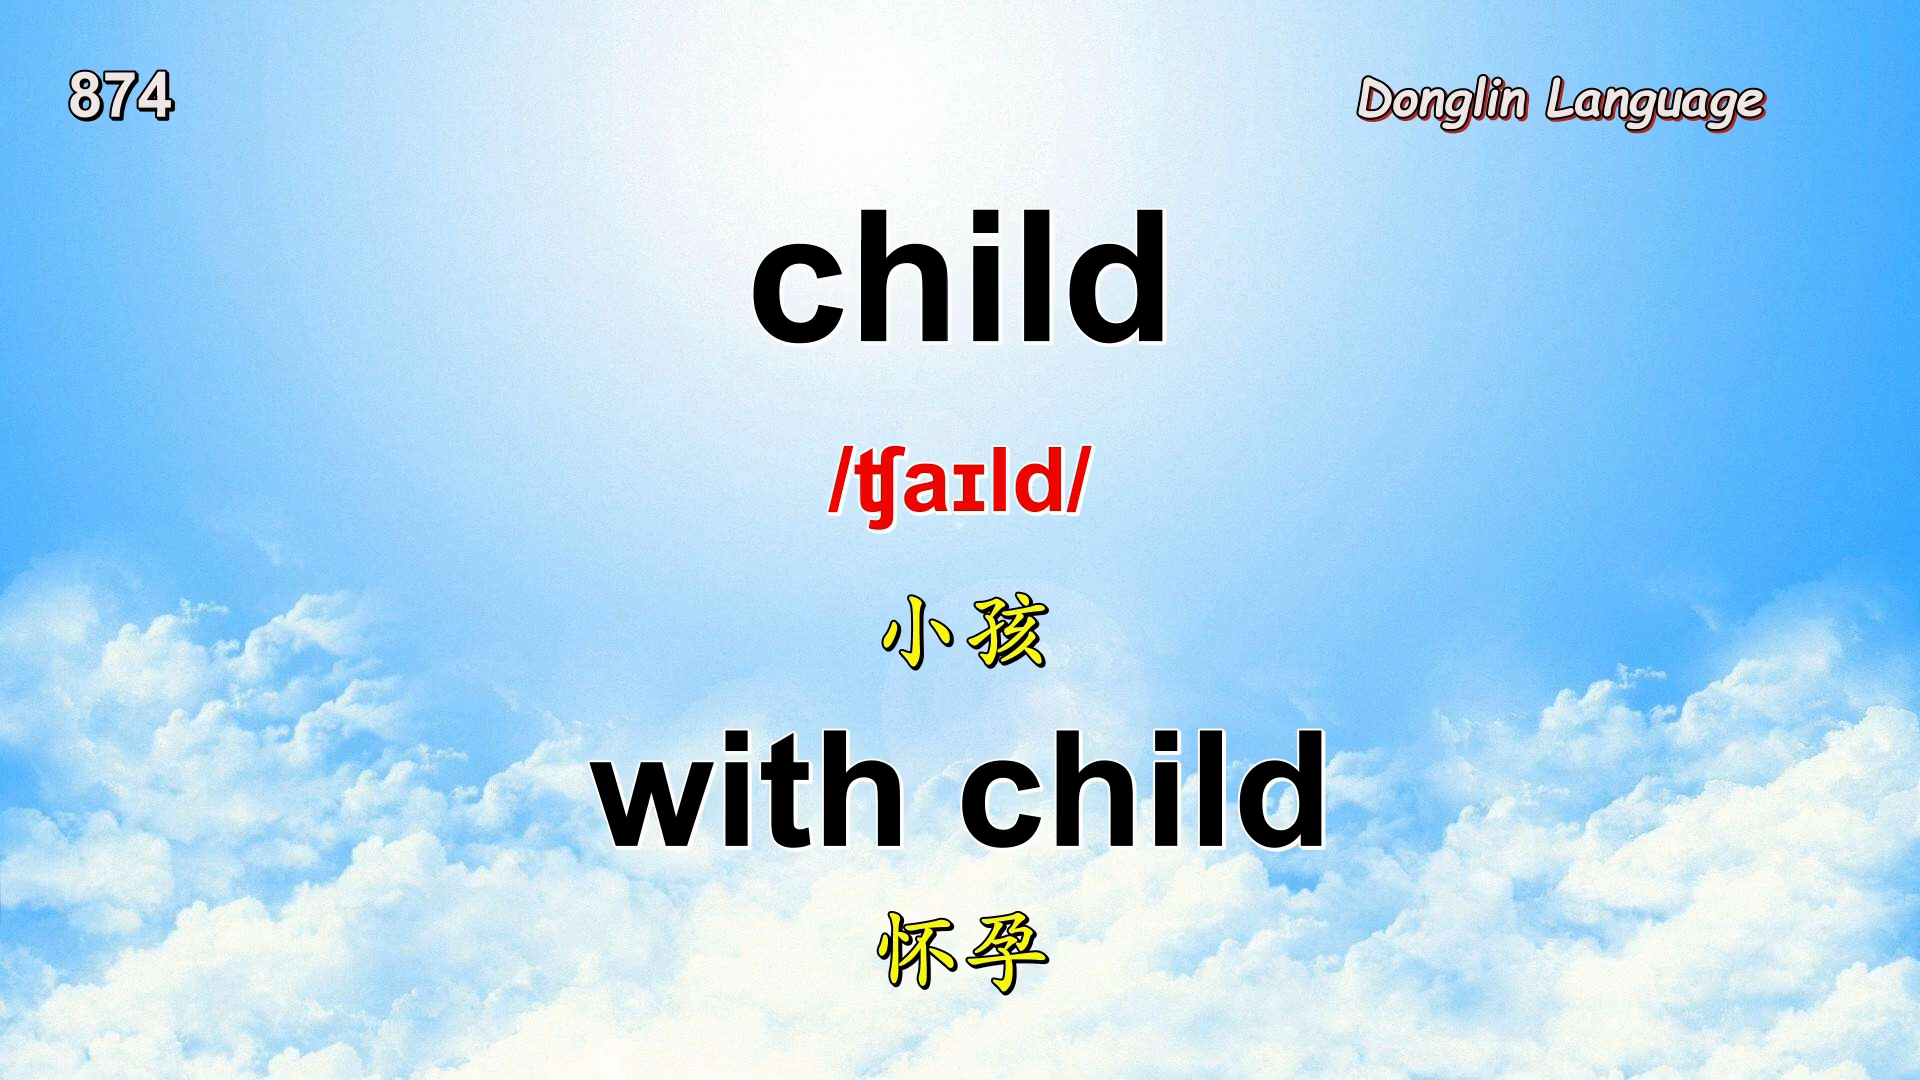 874
Donglin Language
child
/ʧaɪld/
小孩
with child
怀孕